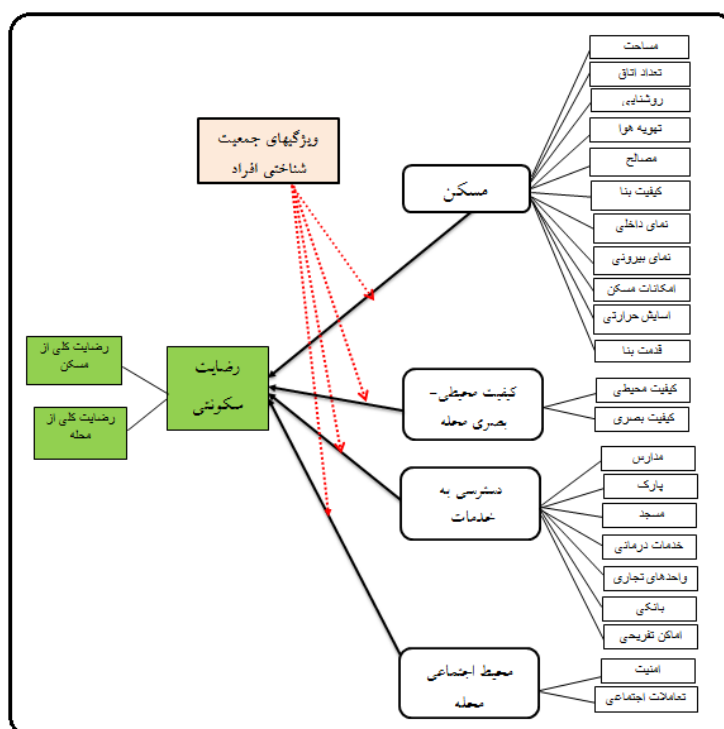 مساحت
تعداد اتاق
روشنایی
تهویه هوا
مصالح
کیفیت بنا
نمای داخلی
نمای بیرونی
امکانات مسکن
اسایش حرارتی
قدمت بنا
ویژگیهای جمعیت
شناختی افراد
مسکن
رضایت کلی از
مسکن
رضایت کلی از
محله
رضایت
سکونتی
کیفیت محیطی-
بصری محله
کیفیت محیطی
کیفیت بصری
دسترسی به
خدمات
مدارس
پارک
مسجد
خدمات درمانی
واحدهای تجاری
بانکی
اماکن تفریحی
محیط اجتماعی
محله
امنیت
تعاملات اجتماعی